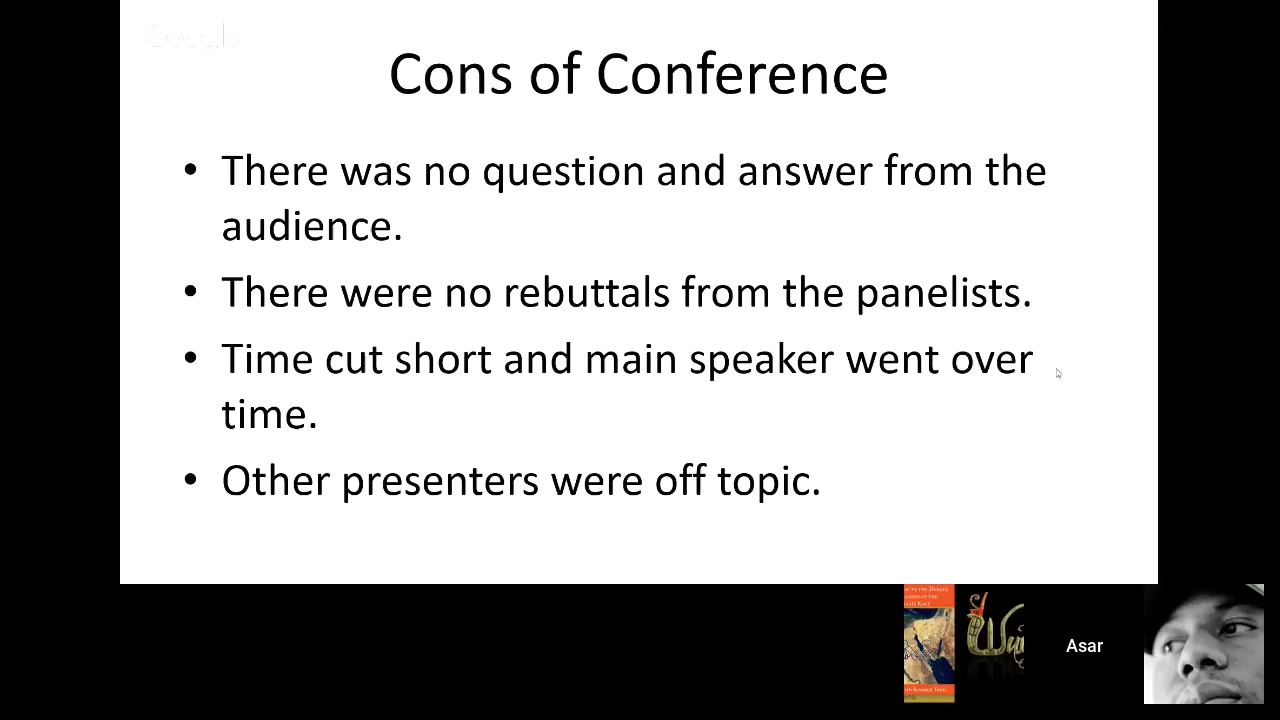 Google
Cons of Conference
• There was no question and answer from the
audience.
• There were no rebuttals from the panelists.
• Time cut short and main speaker went over
time.
• Other presenters were off topic.
Asar